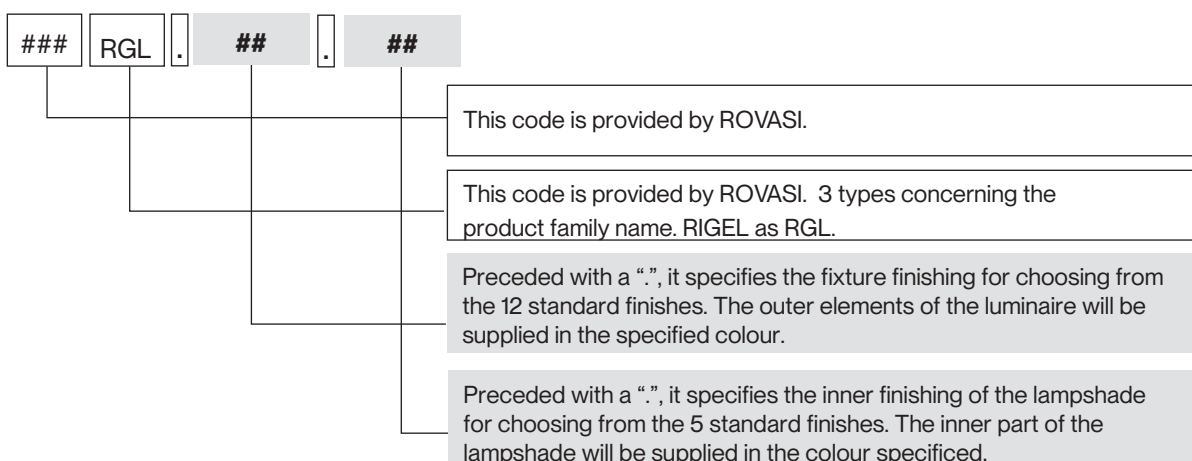 ### RGL . ## . ##
This code is provided by ROVASI.
This code is provided by ROVASI. 3 types concerning the
product family name. RIGEL as RGL.
Preceded with a “.”, it specifies the fixture finishing for choosing from
the 12 standard finishes. The outer elements of the luminaire will be
supplied in the specified colour.
Preceded with a “.”, it specifies the inner finishing of the lampshade
for choosing from the 5 standard finishes. The inner part of the
lampshade will be supplied in the colour specificed.